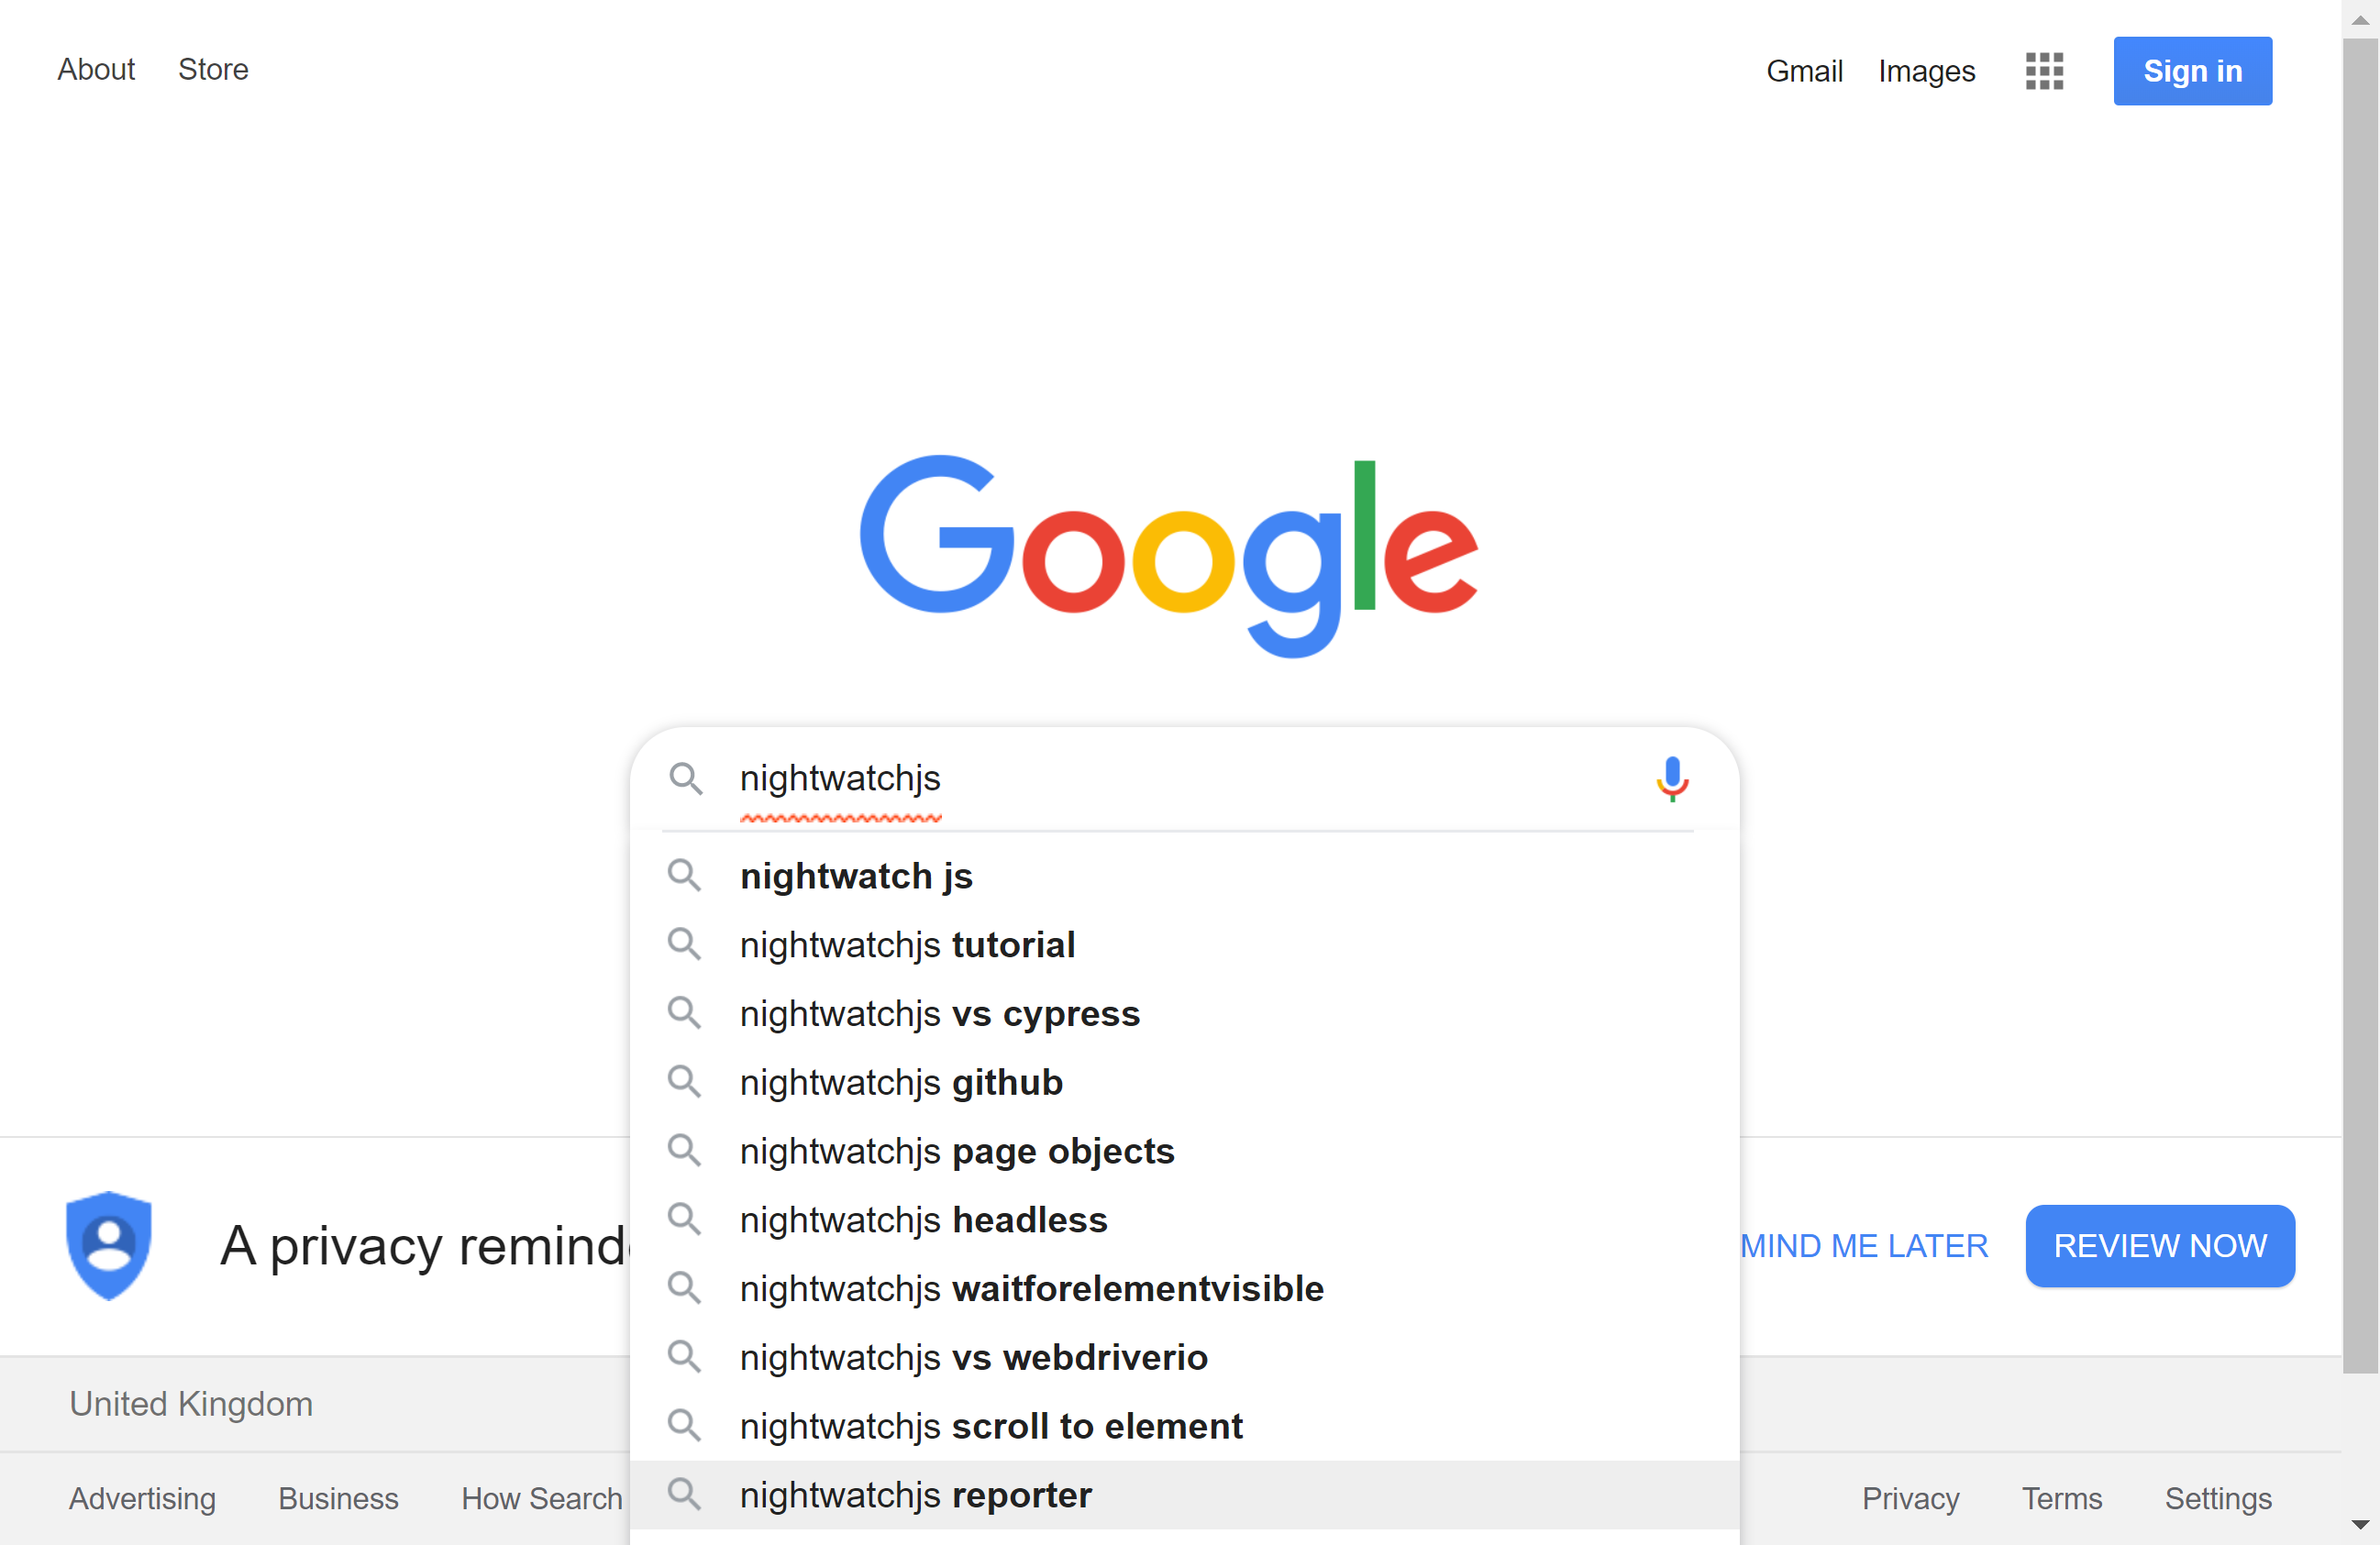 About Store Gmail Images Sign in
Google
nightwatchjs
nightwatch js
nightwatchjs tutorial
nightwatchjs vs cypress
nightwatchjs github
nightwatchjs page objects
nightwatchjs headless
nightwatchjs waitforelementvisible
nightwatchjs vs webdriverio
nightwatchjs scroll to element
nightwatchjs reporter
A privacy MIND ME LATER REVIEW NOW
United Kingdom
Advertising Business How Search Privacy Terms Settings